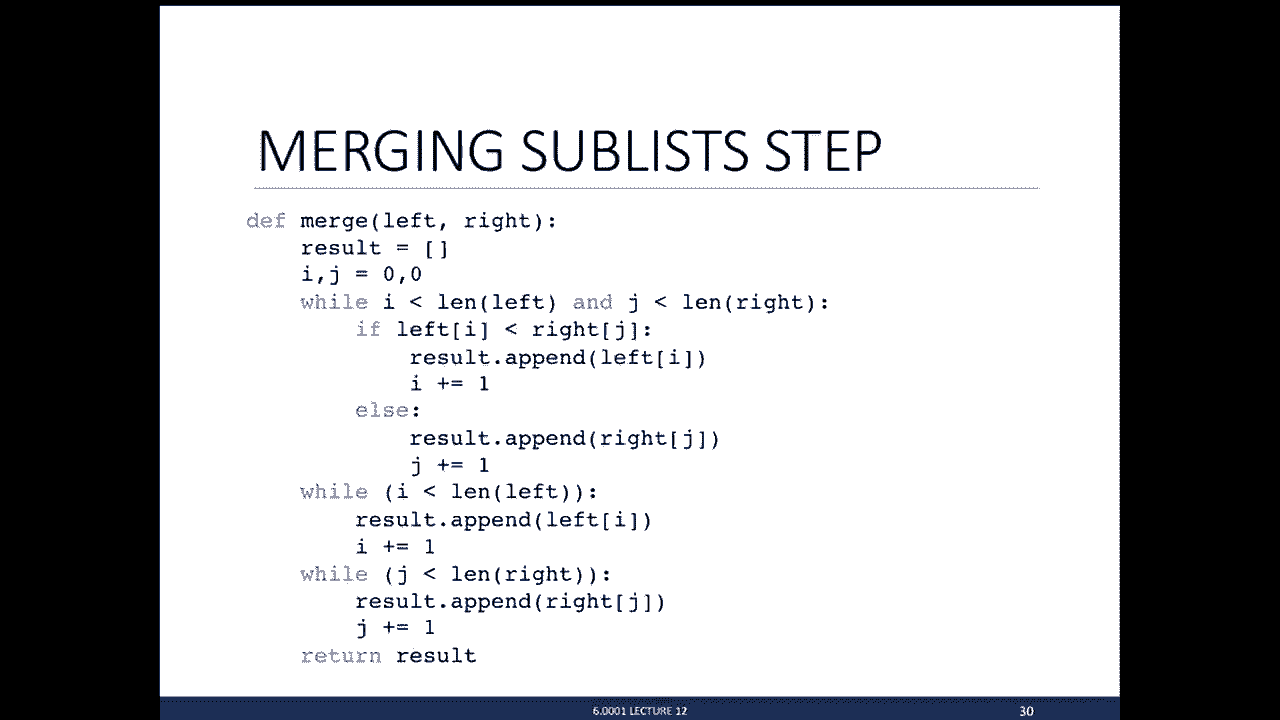 MERGING SUBLISTS STEP
def merge(left, right):
    result = []
    i,j = 0,0
    while i < len(left) and j < len(right):
        if left[i] < right[j]:
            result.append(left[i])
            i += 1
        else:
            result.append(right[j])
            j += 1
    while (i < len(left)):
        result.append(left[i])
        i += 1
    while (j < len(right)):
        result.append(right[j])
        j += 1
    return result
6.0001 LECTURE 12
30